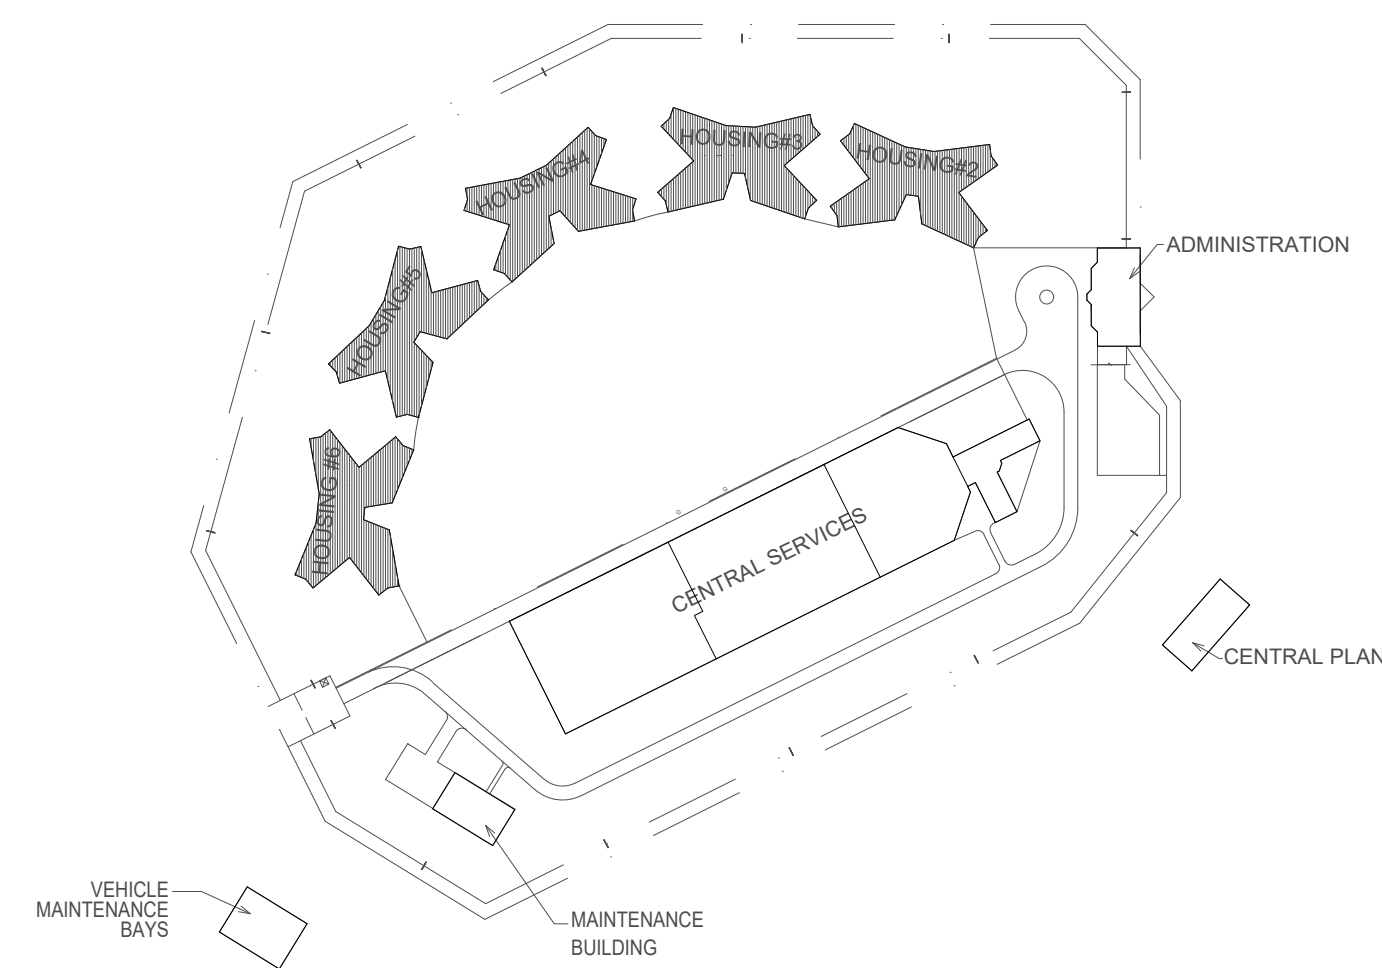 HOUSING#3
HOUSING#2
HOUSING#4
ADMINISTRATION
HOUSING#5
HOUSING #6
CENTRAL SERVICES
CENTRAL PLAN
VEHICLE
MAINTENANCE
BAYS
MAINTENANCE
BUILDING